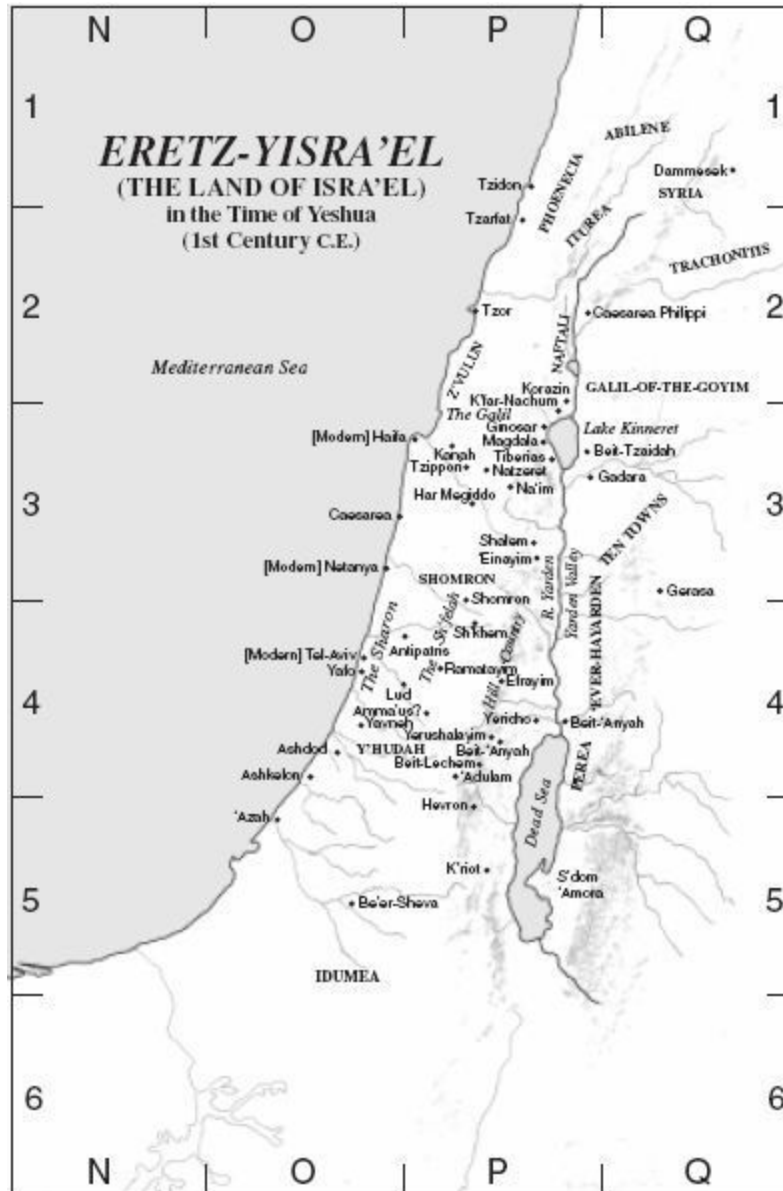 N O P Q
1 1
ERETZ-YISRA'EL
(THE LAND OF ISRA'EL)
in the Time of Yeshua
(1st Century C.E.)
ABILENE
PHOENECIA
Dammesek
SYRIA
Tzidon
Tzarfat
ITUREA
TRACHONITIS
2 2
Tzor
Caesarea Philippi
NAFTALI
Z'VULUN
Mediterranean Sea
GALIL-OF-THE-GOYIM
Korazin
K'far-Nachum
The Galil
Ginosar
Lake Kinneret
[Modern] Haifa
Magdala
Kanah
Tiberias
Beit-Tzaidah
Tzippori
Natzeret
Gadara
Na'im
Har Megiddo
3 3
Caesarea
TEN TOWNS
Shalem
'Einayim
[Modern] Netanya
SHOMRON
R. Yarden
Yarden Valley
Gerasa
Shomron
The Sharon
The Sh'felah
Sh'khem
Hill Country
Antipatris
[Modern] Tel-Aviv
Yafo
Ramatayim
Efrayim
'EVER-HAYARDEN
4 4
Lud
Amma'us?
Yavneh
Yericho
Beit-'Anyah
Yerushalayim
Ashdod
Y'HUDAH
Beit-'Anyah
Beit-Lechem
PEREA
Ashkelon
'Adulam
Hevron
Dead Sea
'Azah
K'riot
S'dom
'Amora
5 5
Be'er-Sheva
IDUMEA
6 6
N O P Q